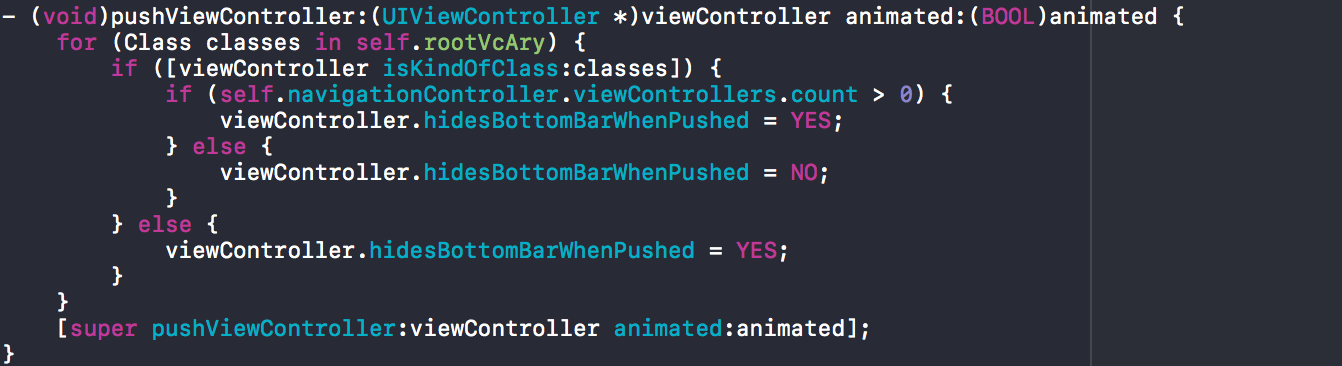 - (void)pushViewController:(UIViewController *)viewController animated:(BOOL)animated {
    for (Class classes in self.rootVcAry) {
        if ([viewController isKindOfClass:classes]) {
            if (self.navigationController.viewControllers.count > 0) {
                viewController.hidesBottomBarWhenPushed = YES;
            } else {
                viewController.hidesBottomBarWhenPushed = NO;
            }
        } else {
            viewController.hidesBottomBarWhenPushed = YES;
        }
    }
    [super pushViewController:viewController animated:animated];
}